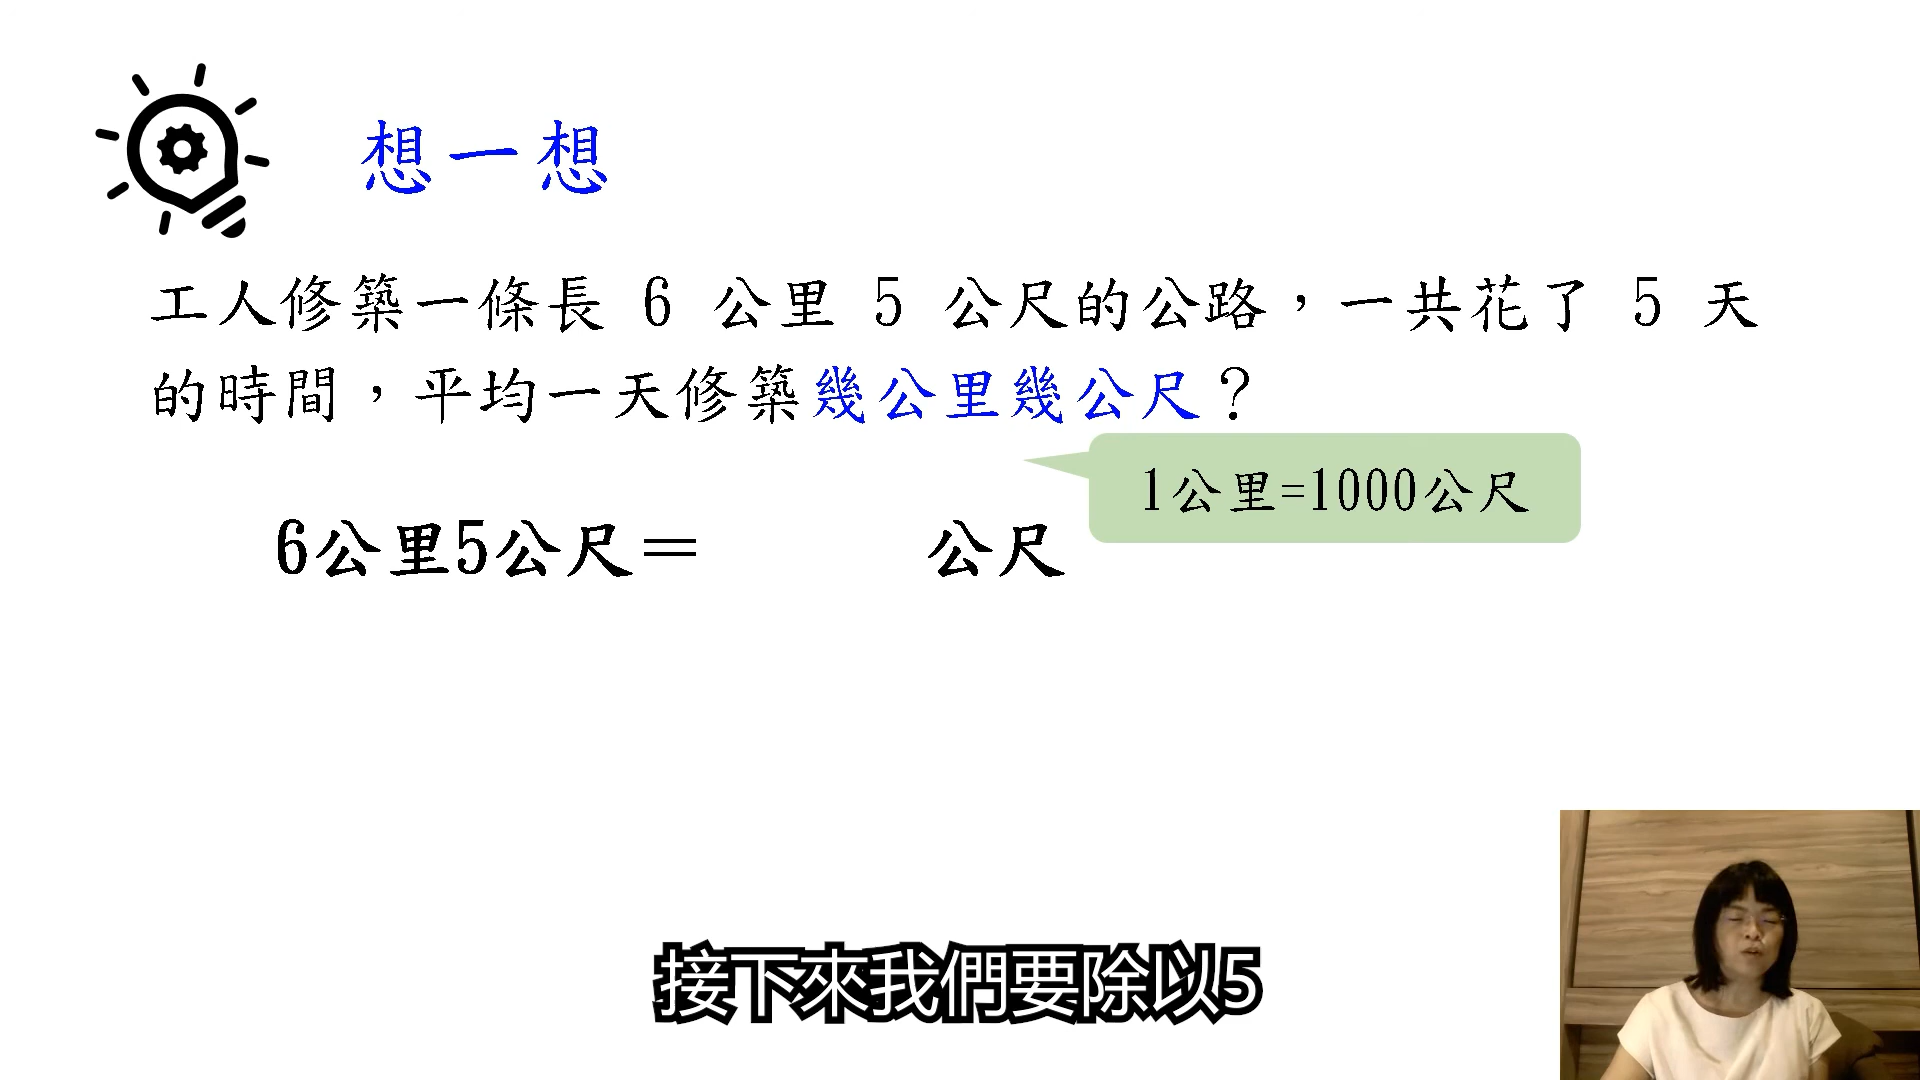 想一想
工人修築一條長 6 公里 5 公尺的公路，一共花了 5 天
的時間，平均一天修築幾公里幾公尺？
1公里=1000公尺
6公里5公尺＝ 公尺
接下來我們要除以5